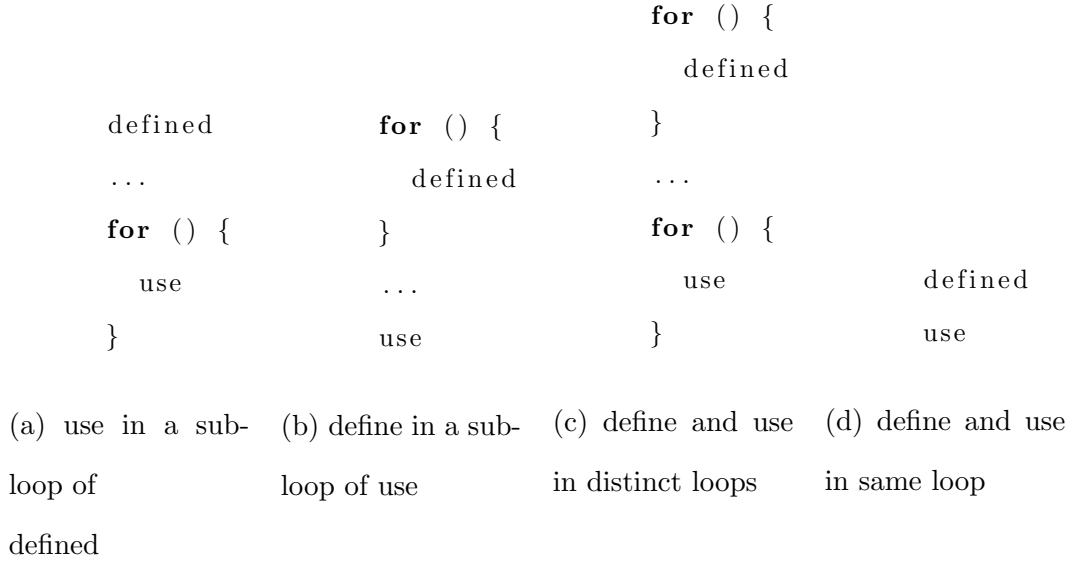 defined
...
for () {
use
}
(a) use in a sub-
loop of
defined
for () {
defined
}
...
use
(b) define in a sub-
loop of use
for () {
defined
}
...
for () {
use
}
(c) define and use
in distinct loops
defined
use
(d) define and use
in same loop